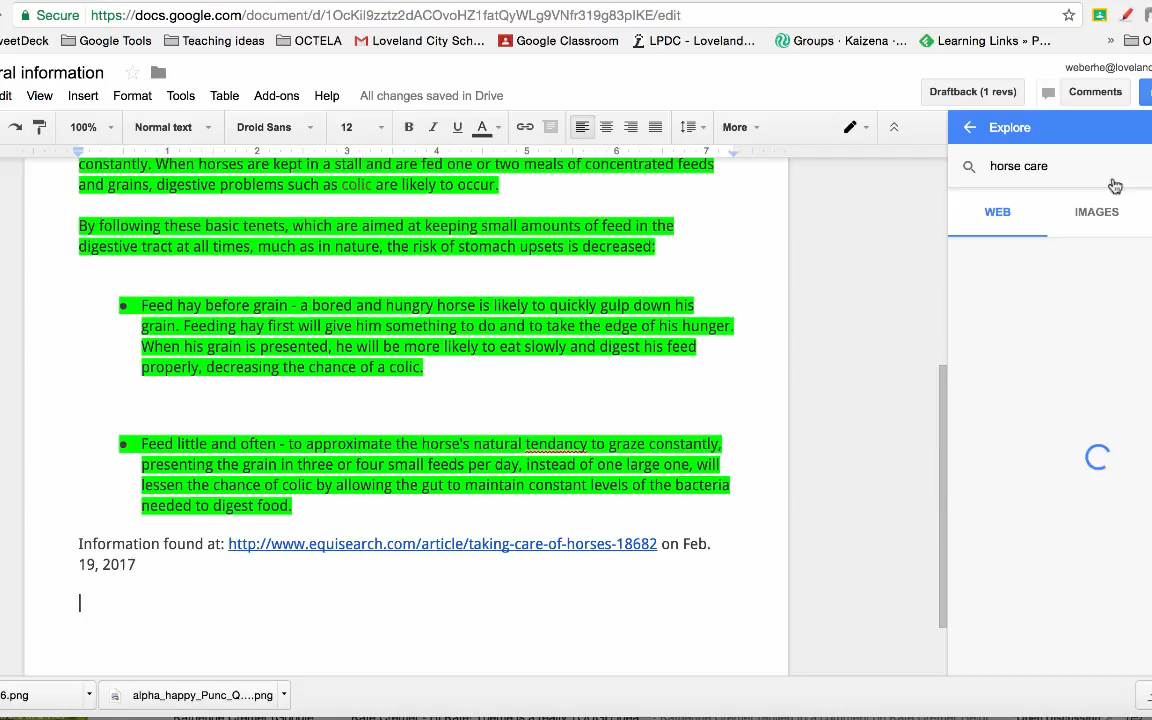 Secure https://docs.google.com/document/d/1OcKil9zztz2dACOvoHZ1fatQyWLg9VNfr319g83pIKE/edit
weetDeck Google Tools Teaching ideas OCTELA Loveland City Sch... Google Classroom LPDC - Loveland... Groups · Kaizena ·... Learning Links » P... »
ral information
weberhe@loveland
dit View Insert Format Tools Table Add-ons Help All changes saved in Drive
Draftback (1 revs) Comments
100% Normal text Droid Sans 12 B I U A More
Explore
1 2 3 4 5 6 7
horse care
WEB IMAGES
constantly. When horses are kept in a stall and are fed one or two meals of concentrated feeds
and grains, digestive problems such as colic are likely to occur.
By following these basic tenets, which are aimed at keeping small amounts of feed in the
digestive tract at all times, much as in nature, the risk of stomach upsets is decreased:
● Feed hay before grain - a bored and hungry horse is likely to quickly gulp down his
grain. Feeding hay first will give him something to do and to take the edge of his hunger.
When his grain is presented, he will be more likely to eat slowly and digest his feed
properly, decreasing the chance of a colic.
● Feed little and often - to approximate the horse's natural tendancy to graze constantly,
presenting the grain in three or four small feeds per day, instead of one large one, will
lessen the chance of colic by allowing the gut to maintain constant levels of the bacteria
needed to digest food.
Information found at: http://www.equisearch.com/article/taking-care-of-horses-18682 on Feb.
19, 2017
6.png alpha_happy_Punc_Q....png